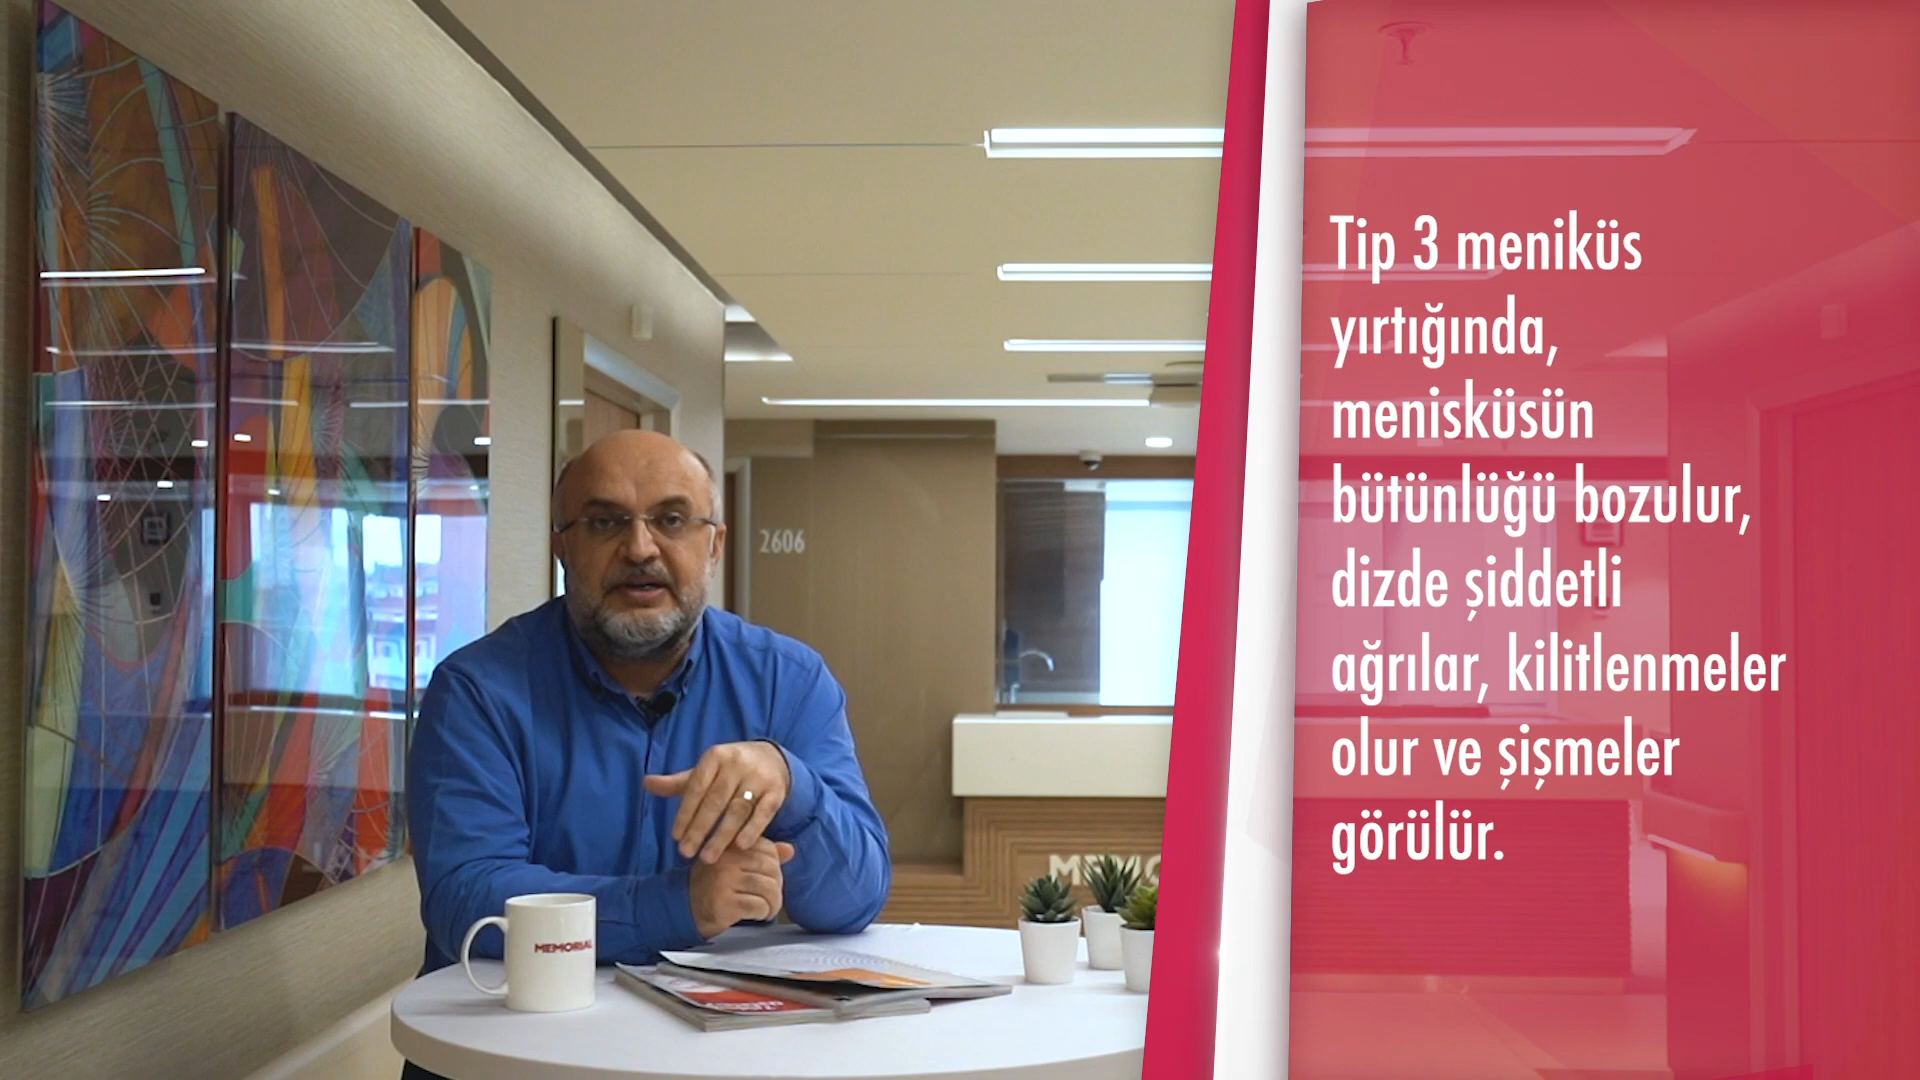 2606
MEMORIAL
Tip 3 meniküs
yırtığında,
menisküsün
bütünlüğü bozulur,
dizde şiddetli
ağrılar, kilitlenmeler
olur ve şişmeler
görülür.